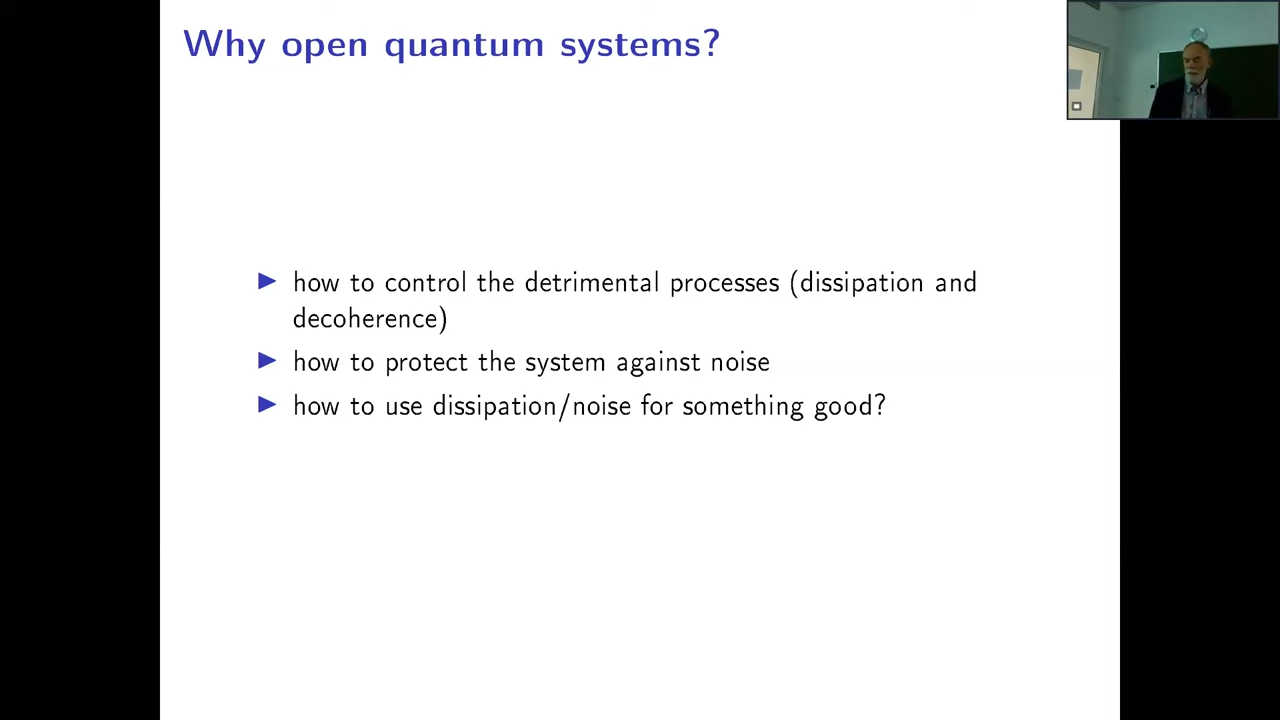 Why open quantum systems?
▶ how to control the detrimental processes (dissipation and
decoherence)
▶ how to protect the system against noise
▶ how to use dissipation/noise for something good?